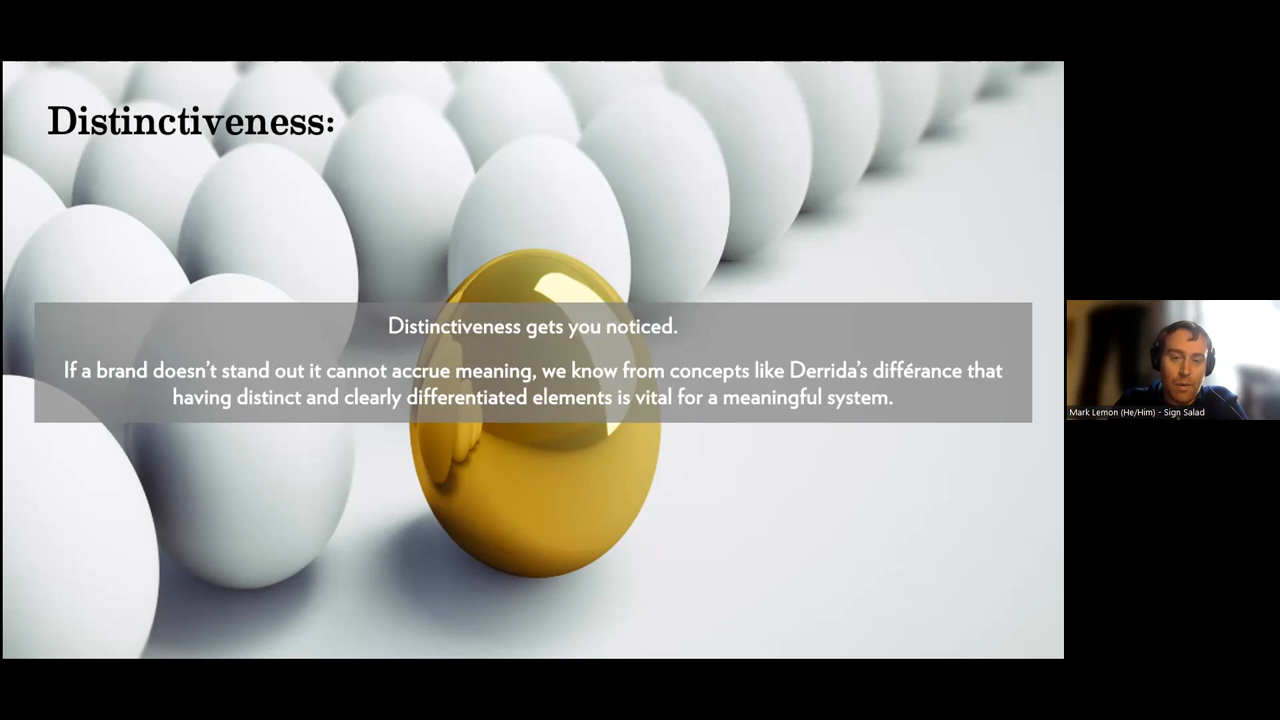 Distinctiveness:
Distinctiveness gets you noticed.
If a brand doesn't stand out it cannot accrue meaning, we know from concepts like Derrida's différance that
having distinct and clearly differentiated elements is vital for a meaningful system.
Mark Lemon (He/Him) - Sign Salad